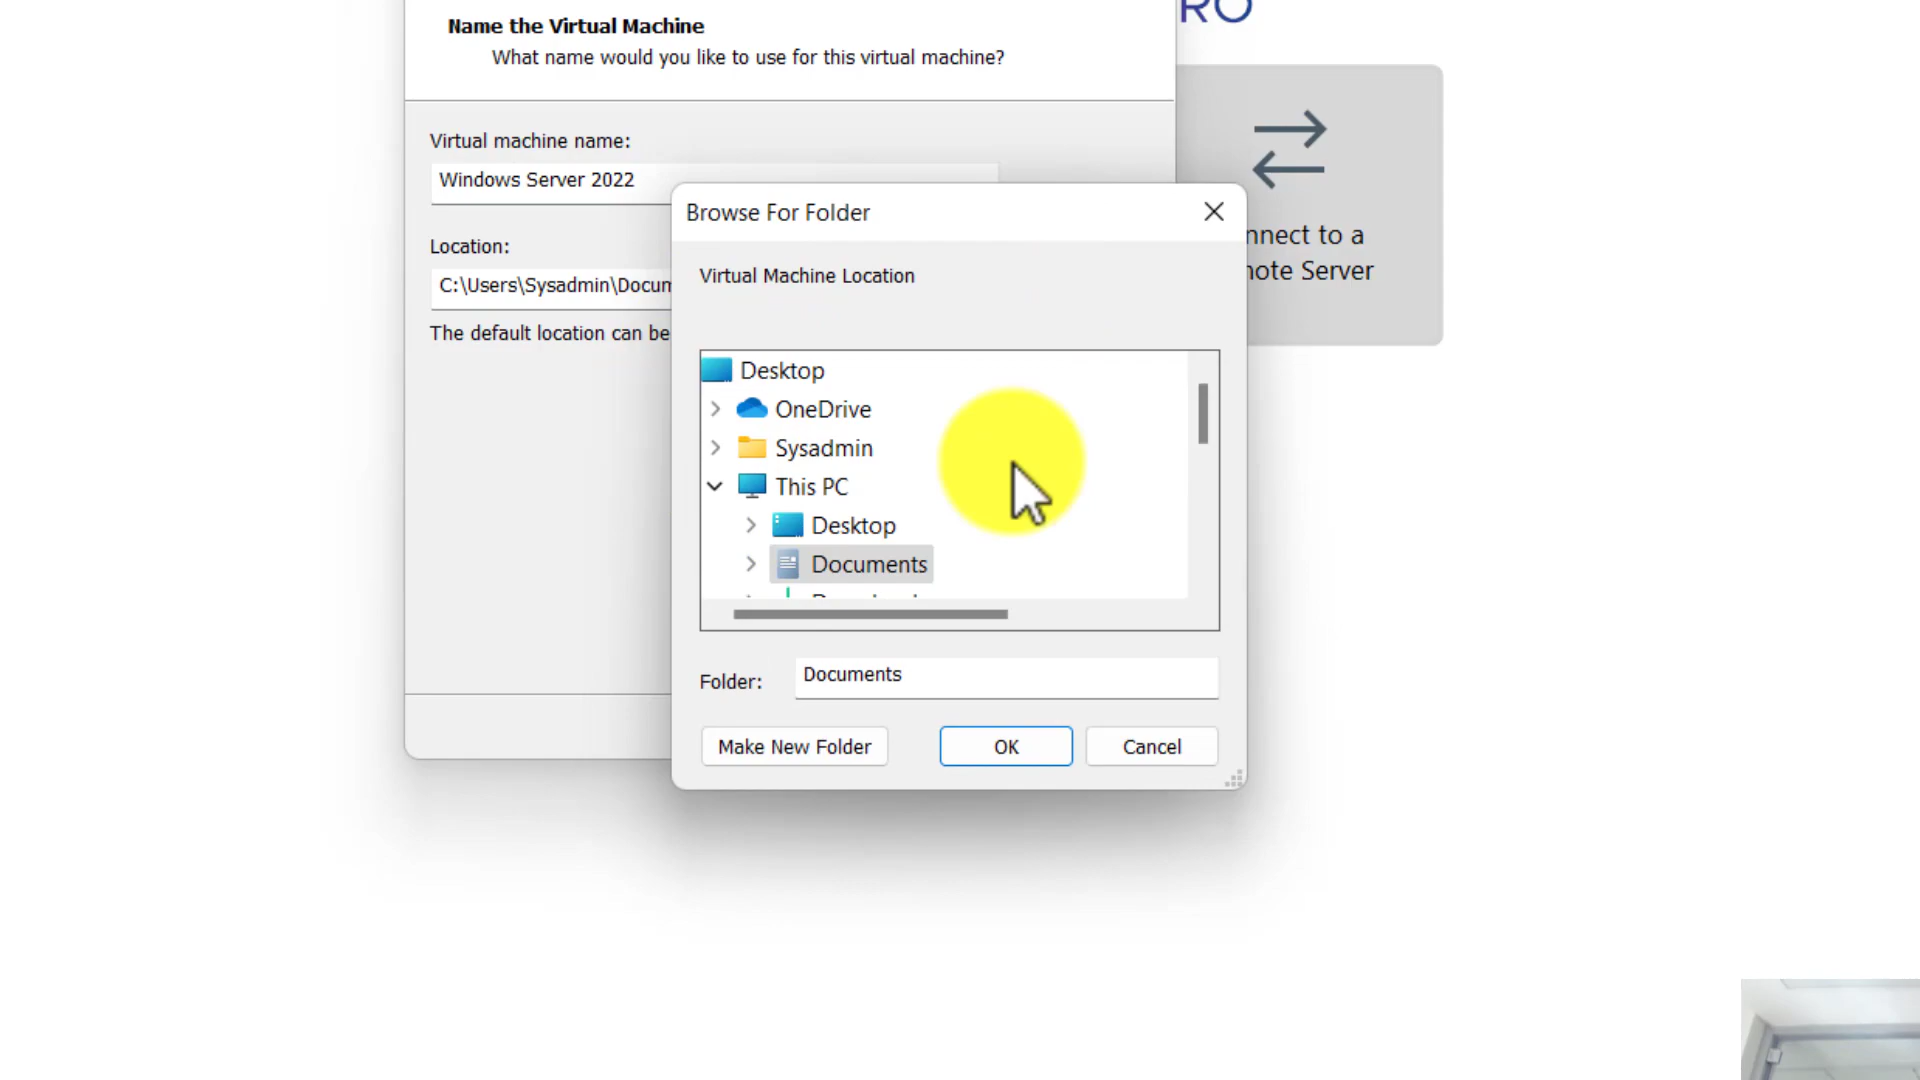 RO
Name the Virtual Machine
What name would you like to use for this virtual machine?
Virtual machine name:
Windows Server 2022
Location:
C:\Users\Sysadmin\Docum
The default location can be
nnect to a
note Server
Browse For Folder
Virtual Machine Location
Desktop
OneDrive
Sysadmin
This PC
Desktop
Documents
Folder:
Documents
Make New Folder
OK
Cancel